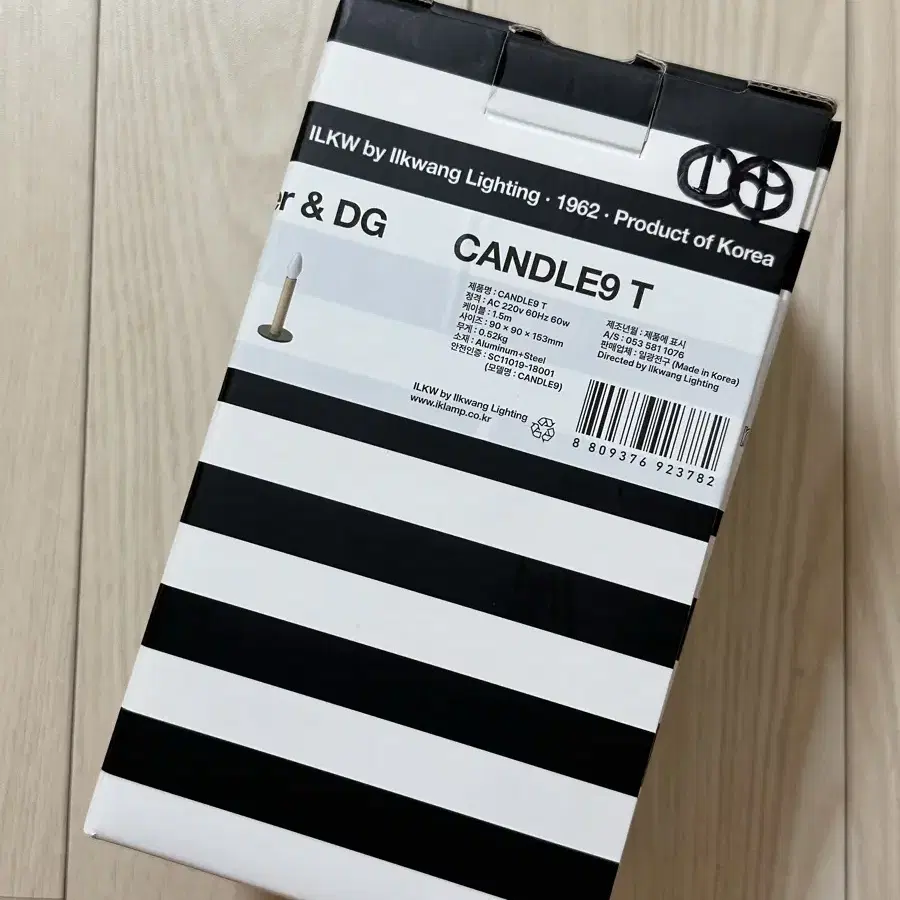 ILKW by Ilkwang Lighting · 1962 · Product of Korea
er & DG
CANDLE9 T
제품명 : CANDLE9 T
정격 : AC 220v 60Hz 60w
케이블 : 1.5m
사이즈 : 90 × 90 × 153mm
무게 : 0.52kg
소재 : Aluminum+Steel
안전인증 : SC11019-18001
(모델명 : CANDLE9)
제조년월 : 제품에 표시
A/S : 053 581 1076
판매업체 : 일광전구 (Made in Korea)
Directed by Ilkwang Lighting
ILKW by Ilkwang Lighting
www.iklamp.co.kr
8 809376 923782